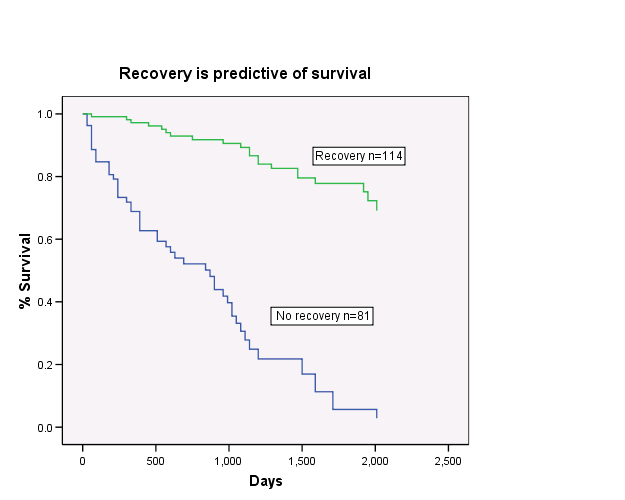 Recovery is predictive of survival
% Survival
1.0
0.8
0.6
0.4
0.2
0.0
Recovery n=114
No recovery n=81
0
500
1,000
1,500
2,000
2,500
Days